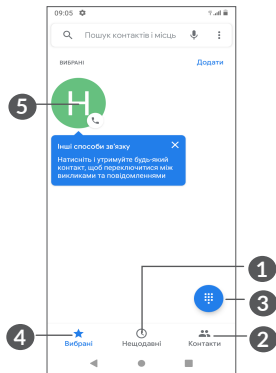 09:05
Пошук контактів і місць
ВИБРАНІ
Додати
5
Н
Інші способи зв'язку
Натисніть і утримуйте будь-який
контакт, щоб переключитися між
викликами та повідомленнями
1
3
4
Вибрані
Нещодавні
Контакти
2